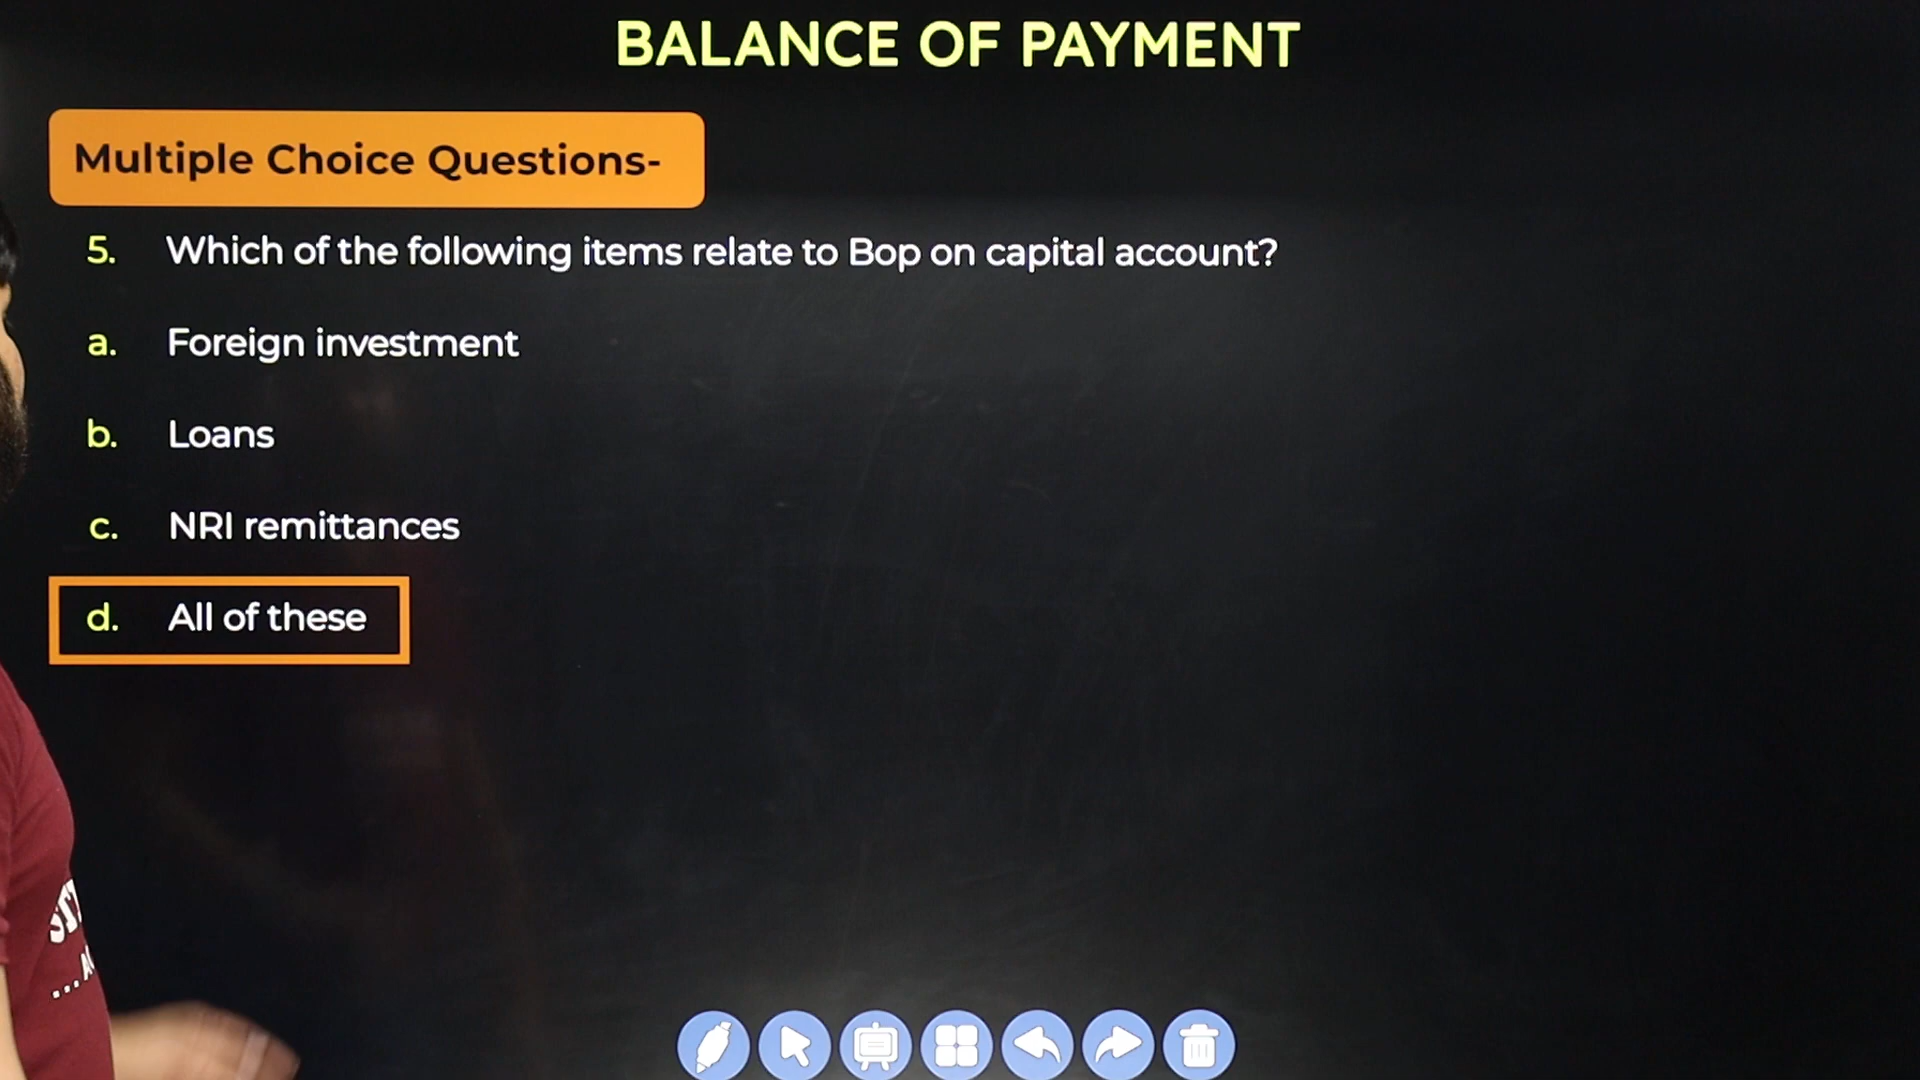 BALANCE OF PAYMENT
Multiple Choice Questions-
5. Which of the following items relate to Bop on capital account?
a. Foreign investment
b. Loans
c. NRI remittances
d. All of these